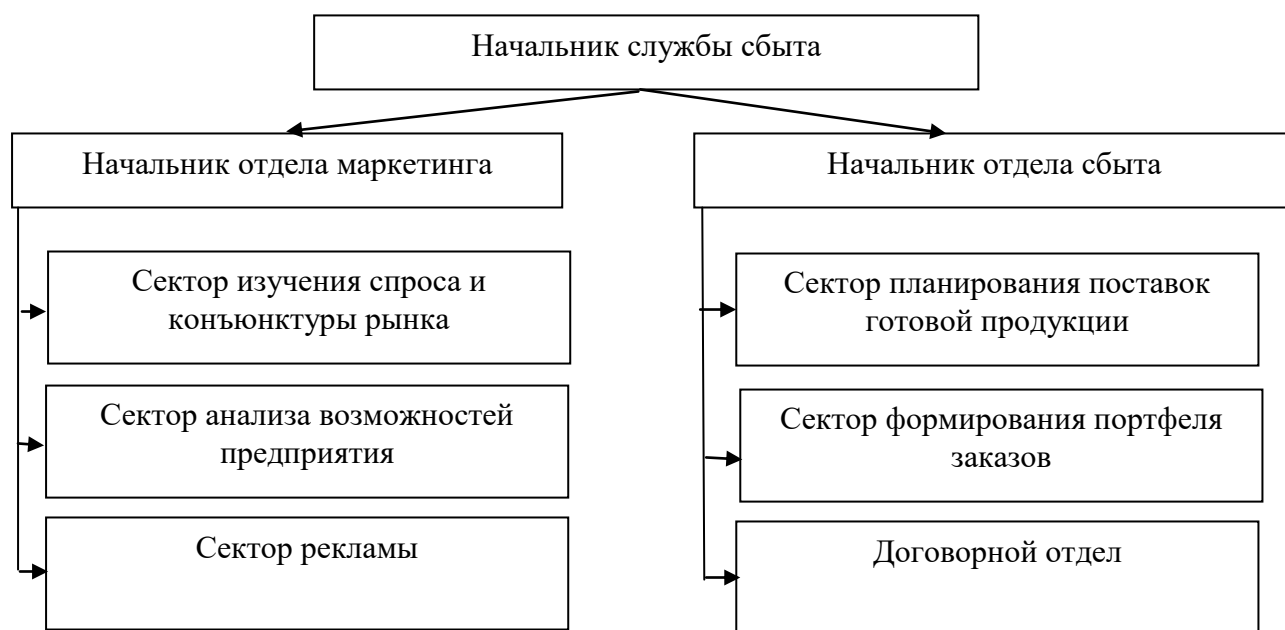 Начальник службы сбыта
Начальник отдела маркетинга
Начальник отдела сбыта
Сектор изучения спроса и
конъюнктуры рынка
Сектор планирования поставок
готовой продукции
Сектор анализа возможностей
предприятия
Сектор формирования портфеля
заказов
Сектор рекламы
Договорной отдел